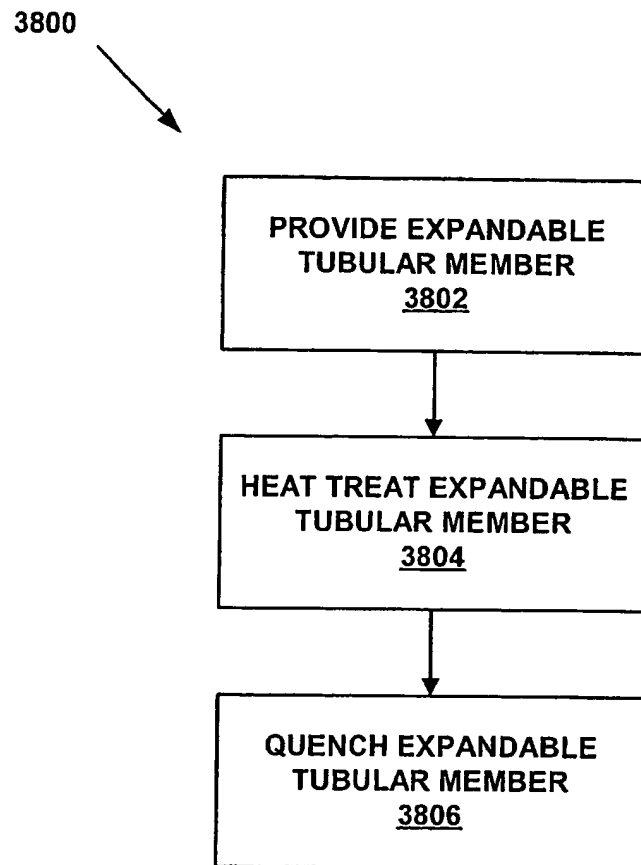 3800
PROVIDE EXPANDABLE
TUBULAR MEMBER
3802
HEAT TREAT EXPANDABLE
TUBULAR MEMBER
3804
QUENCH EXPANDABLE
TUBULAR MEMBER
3806